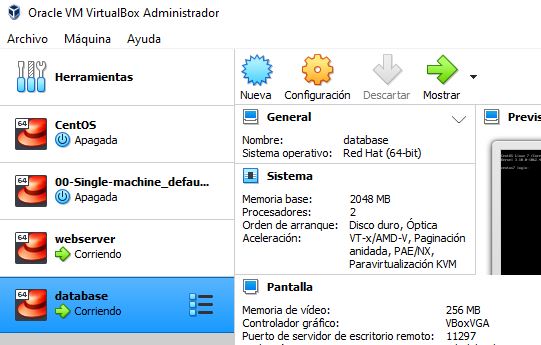 Oracle VM VirtualBox Administrador
Archivo Máquina Ayuda
Herramientas
64 CentOS
Apagada
64 00-Single-machine_defau...
Apagada
64 webserver
Corriendo
64 database
Corriendo
Nueva Configuración Descartar Mostrar
General
Nombre: database
Sistema operativo: Red Hat (64-bit)
Sistema
Memoria base: 2048 MB
Procesadores: 2
Orden de arranque: Disco duro, Óptica
Aceleración: VT-x/AMD-V, Paginación
anidada, PAE/NX,
Paravirtualización KVM
Pantalla
Memoria de vídeo: 256 MB
Controlador gráfico: VBoxVGA
Puerto de servidor de escritorio remoto: 11297
Previs